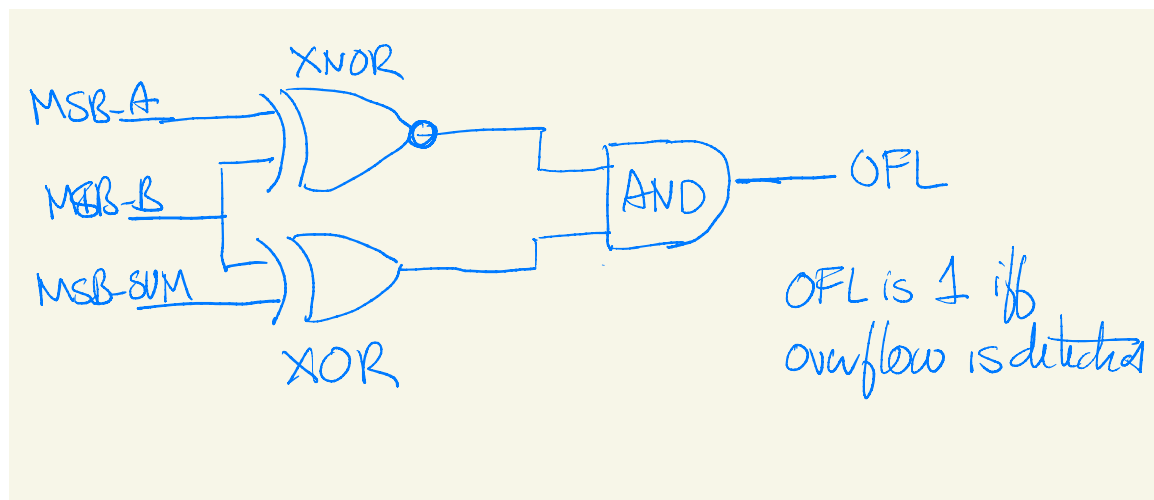 XNOR
MSB-A
MSB-B
MSB-SUM
XOR
AND
OFL
OFL is 1 iff
overflow is detected